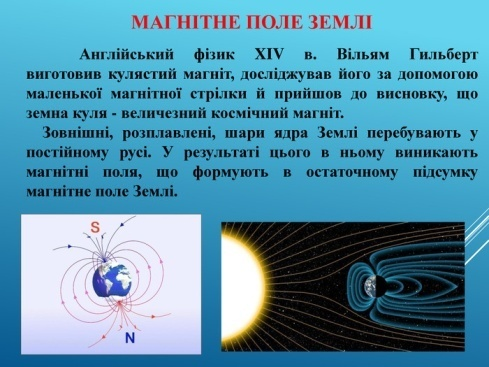 МАГНІТНЕ ПОЛЕ ЗЕМЛІ
Англійський фізик XIV в. Вільям Гильберт
виготовив кулястий магніт, досліджував його за допомогою
маленької магнітної стрілки й прийшов до висновку, що
земна куля - величезний космічний магніт.
Зовнішні, розплавлені, шари ядра Землі перебувають у
постійному русі. У результаті цього в ньому виникають
магнітні поля, що формують в остаточному підсумку
магнітне поле Землі.
S
N